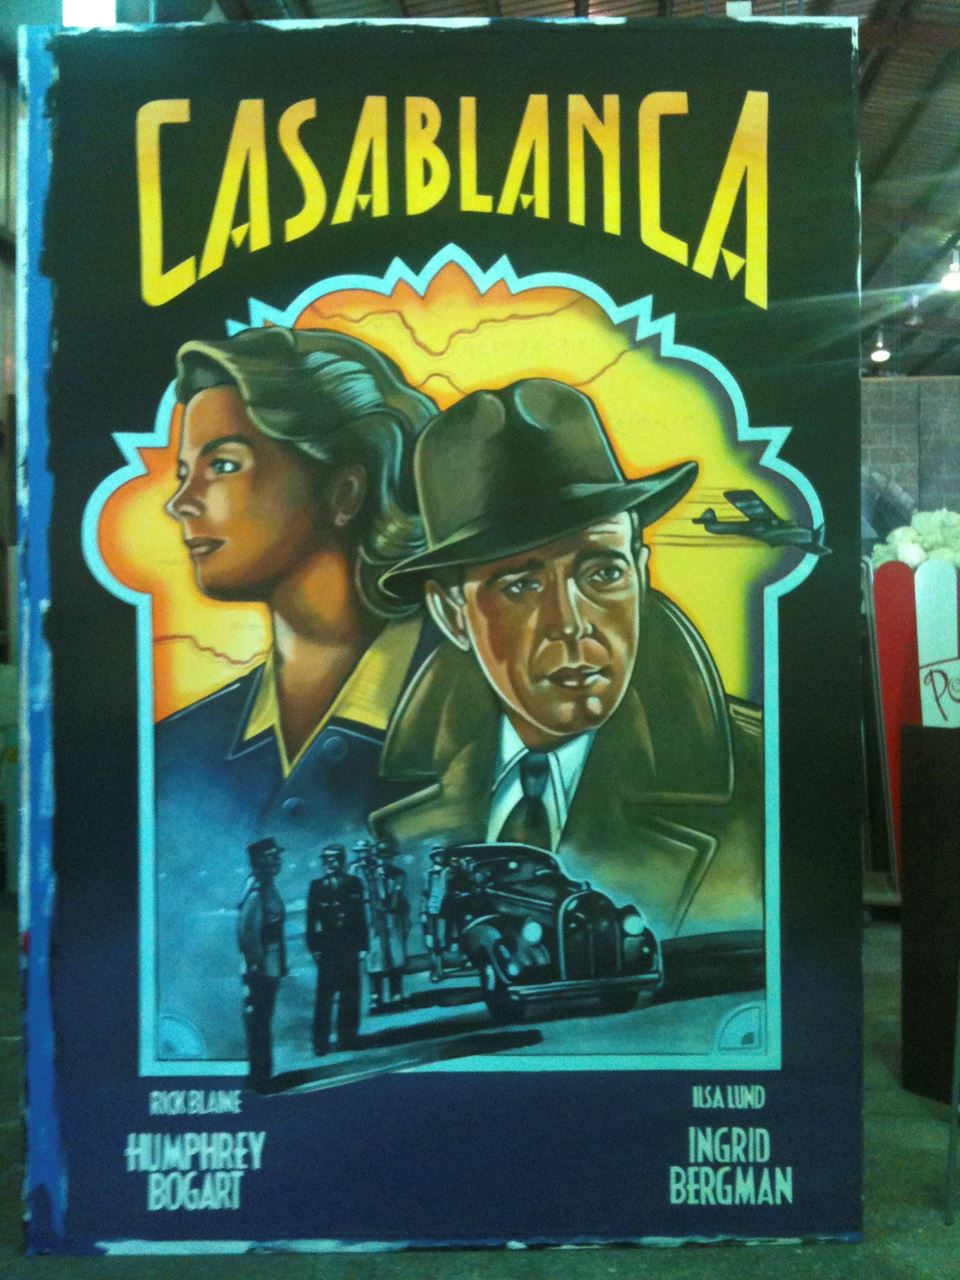 CASABLANCA
RICK BLAINE
HUMPHREY
BOGART
ILSA LUND
INGRID
BERGMAN